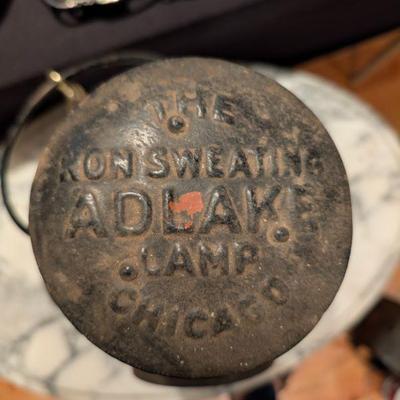 THE
NON SWEATING
ADLAKE
LAMP
CHICAGO